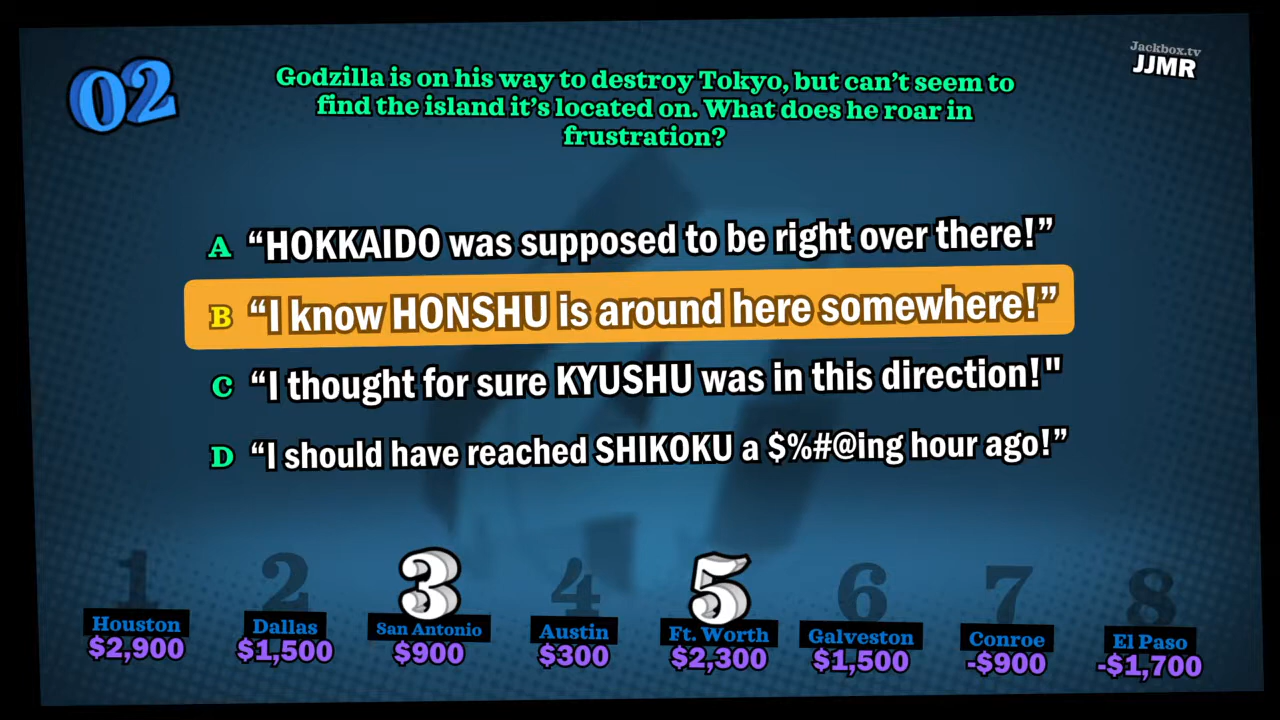 Jackbox.tv
JJMR
02
Godzilla is on his way to destroy Tokyo, but can't seem to
find the island it's located on. What does he roar in
frustration?
A "HOKKAIDO was supposed to be right over there!"
B "I know HONSHU is around here somewhere!"
C "I thought for sure KYUSHU was in this direction!"
D "I should have reached SHIKOKU a $%#@ing hour ago!"
1 2 3 4 5 6 7 8
Houston Dallas San Antonio Austin Ft. Worth Galveston Conroe El Paso
$2,900 $1,500 $900 $300 $2,300 $1,500 -$900 -$1,700